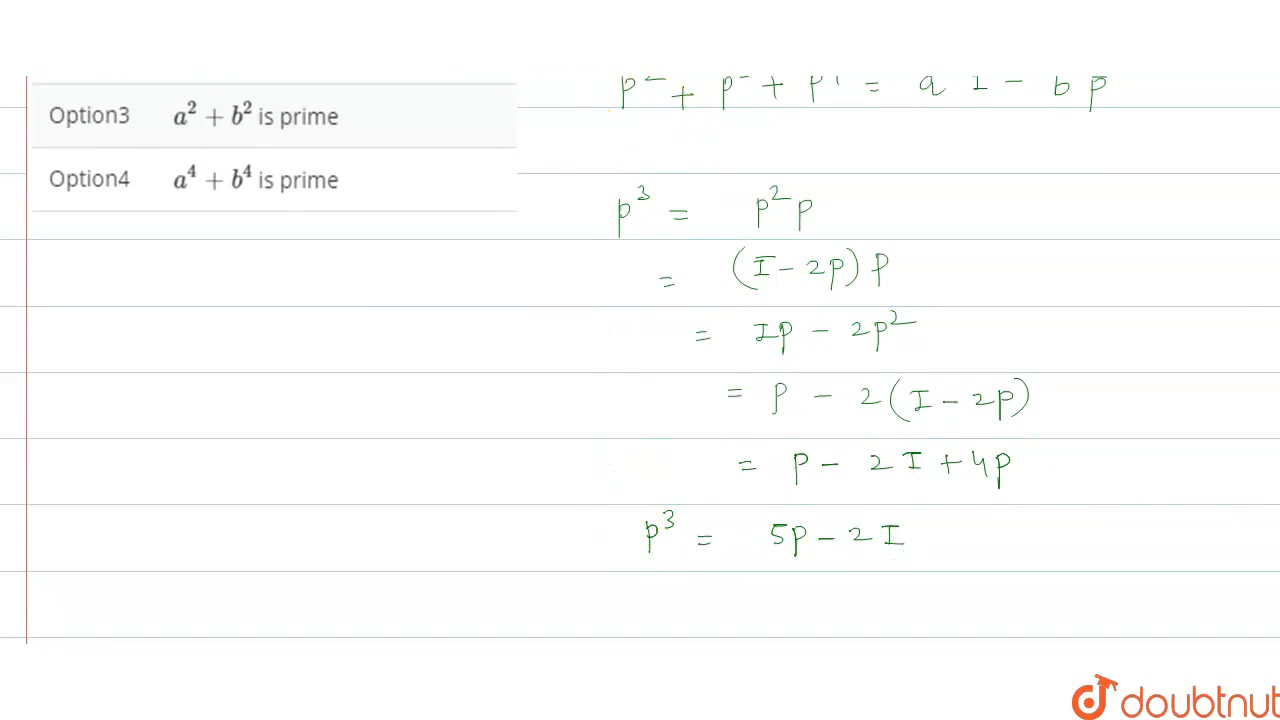 Option3 a² + b² is prime
Option4 a⁴ + b⁴ is prime
+ + = a I - b p
p³ = p²p
= (I - 2p) p
= Ip - 2p²
= p - 2(I - 2p)
= p - 2I + 4p
p³ = 5p - 2I
doubtnut